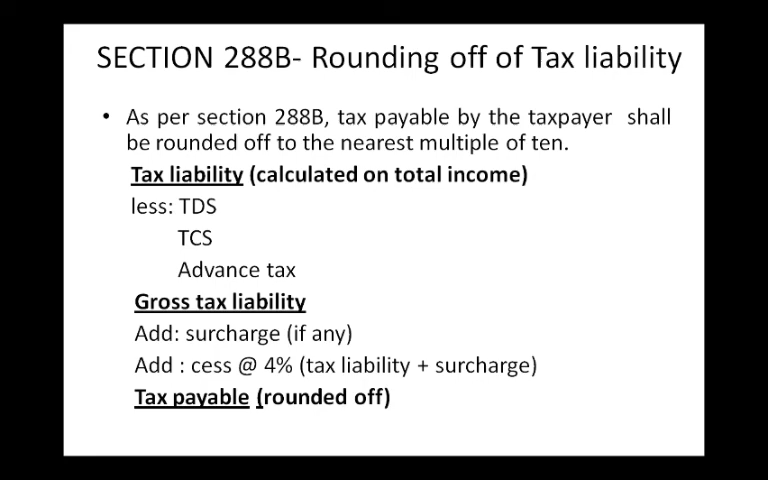 SECTION 288B- Rounding off of Tax liability
• As per section 288B, tax payable by the taxpayer shall
be rounded off to the nearest multiple of ten.
Tax liability (calculated on total income)
less: TDS
TCS
Advance tax
Gross tax liability
Add: surcharge (if any)
Add : cess @ 4% (tax liability + surcharge)
Tax payable (rounded off)